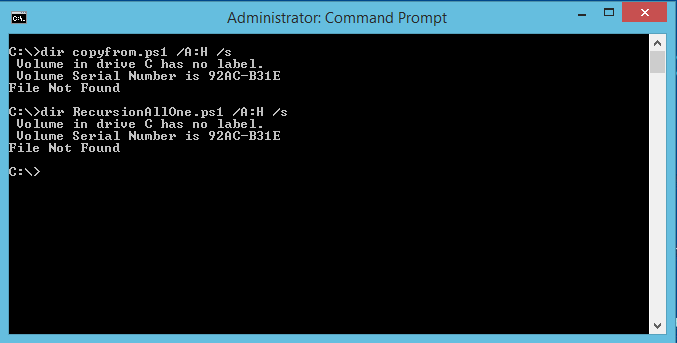 Administrator: Command Prompt
C:\>dir copyfrom.ps1 /A:H /s
 Volume in drive C has no label.
 Volume Serial Number is 92AC-B31E
File Not Found
C:\>dir RecursionAllOne.ps1 /A:H /s
 Volume in drive C has no label.
 Volume Serial Number is 92AC-B31E
File Not Found
C:\>